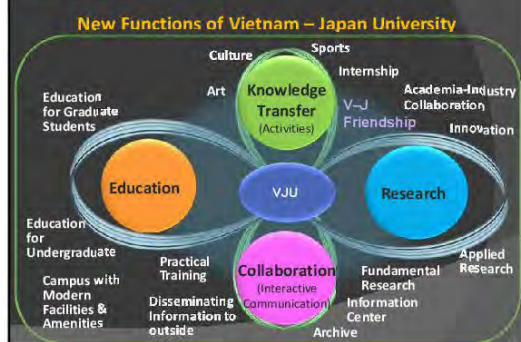 New Functions of Vietnam – Japan University
Culture
Sports
Art
Knowledge
Transfer
(Activities)
Internship
V–J
Friendship
Academia-Industry
Collaboration
Innovation
Education
for Graduate
Students
Education
VJU
Research
Education
for
Undergraduate
Campus with
Modern
Facilities &
Amenities
Practical
Training
Disseminating
Information to
outside
Collaboration
(Interactive
Communication)
Archive
Fundamental
Research
Information
Center
Applied
Research